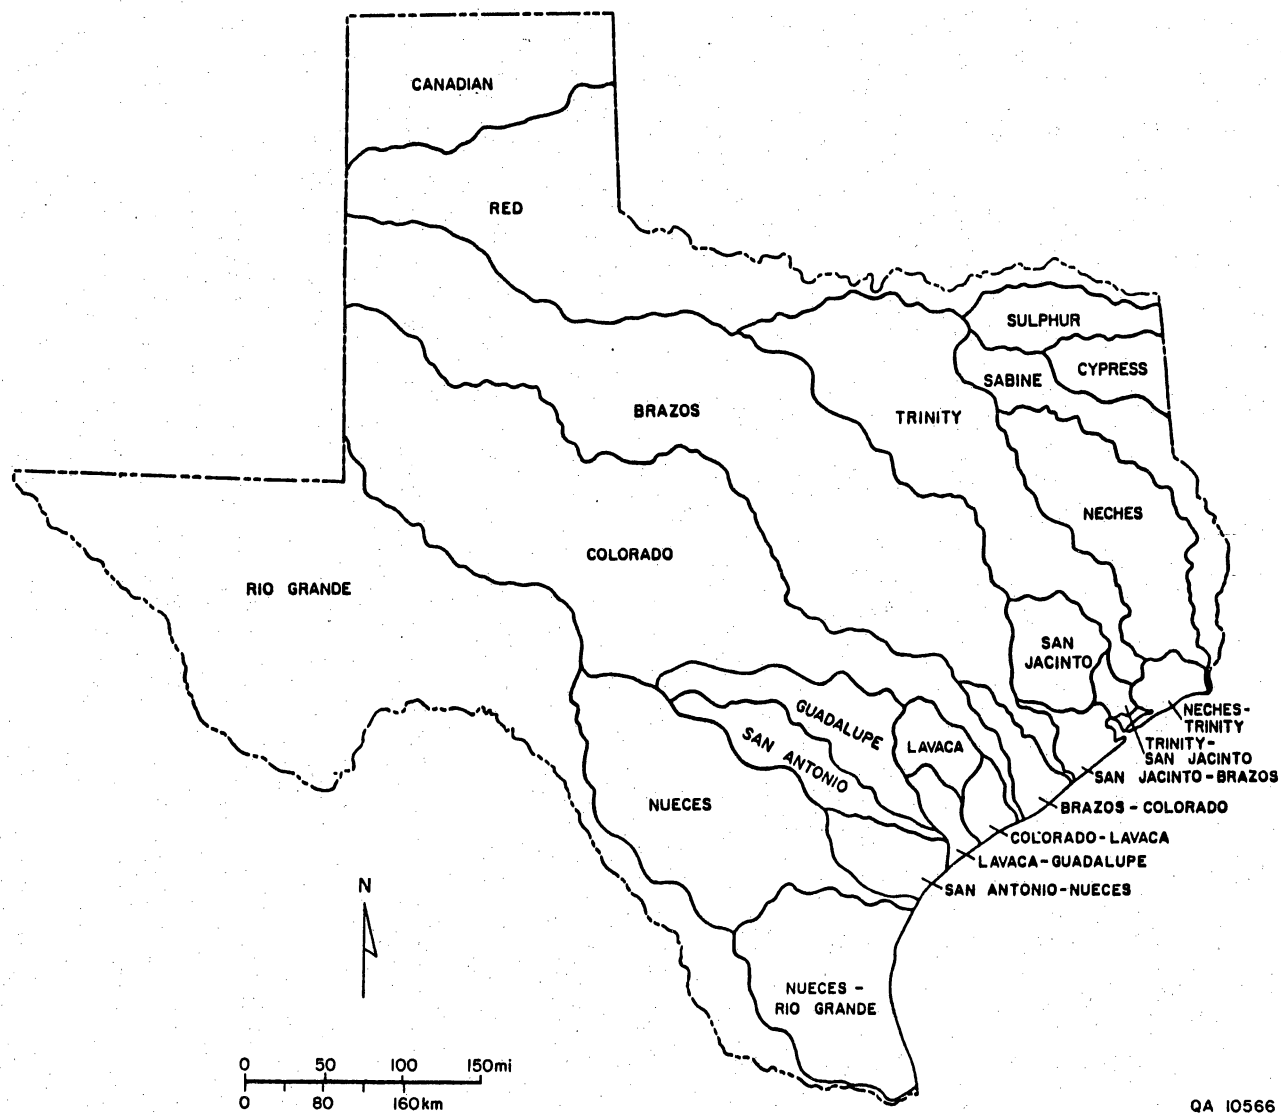 CANADIAN
RED
SULPHUR
CYPRESS
SABINE
BRAZOS
TRINITY
NECHES
COLORADO
RIO GRANDE
SAN
JACINTO
GUADALUPE
LAVACA
SAN ANTONIO
NECHES-
TRINITY
TRINITY-
SAN JACINTO
SAN JACINTO-BRAZOS
NUECES
BRAZOS-COLORADO
COLORADO-LAVACA
LAVACA-GUADALUPE
SAN ANTONIO-NUECES
N
NUECES -
RIO GRANDE
0 50 100 150mi
0 80 160km
QA 10566